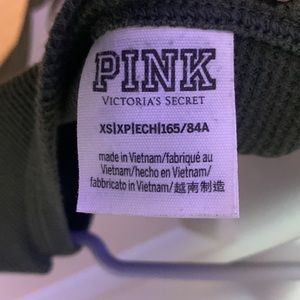 PINK
VICTORIA'S SECRET
XS|XP|ECH|165/84A
made in Vietnam/fabriqué au
Vietnam/hecho en Vietnam/
fabbricato in Vietnam/越南制造